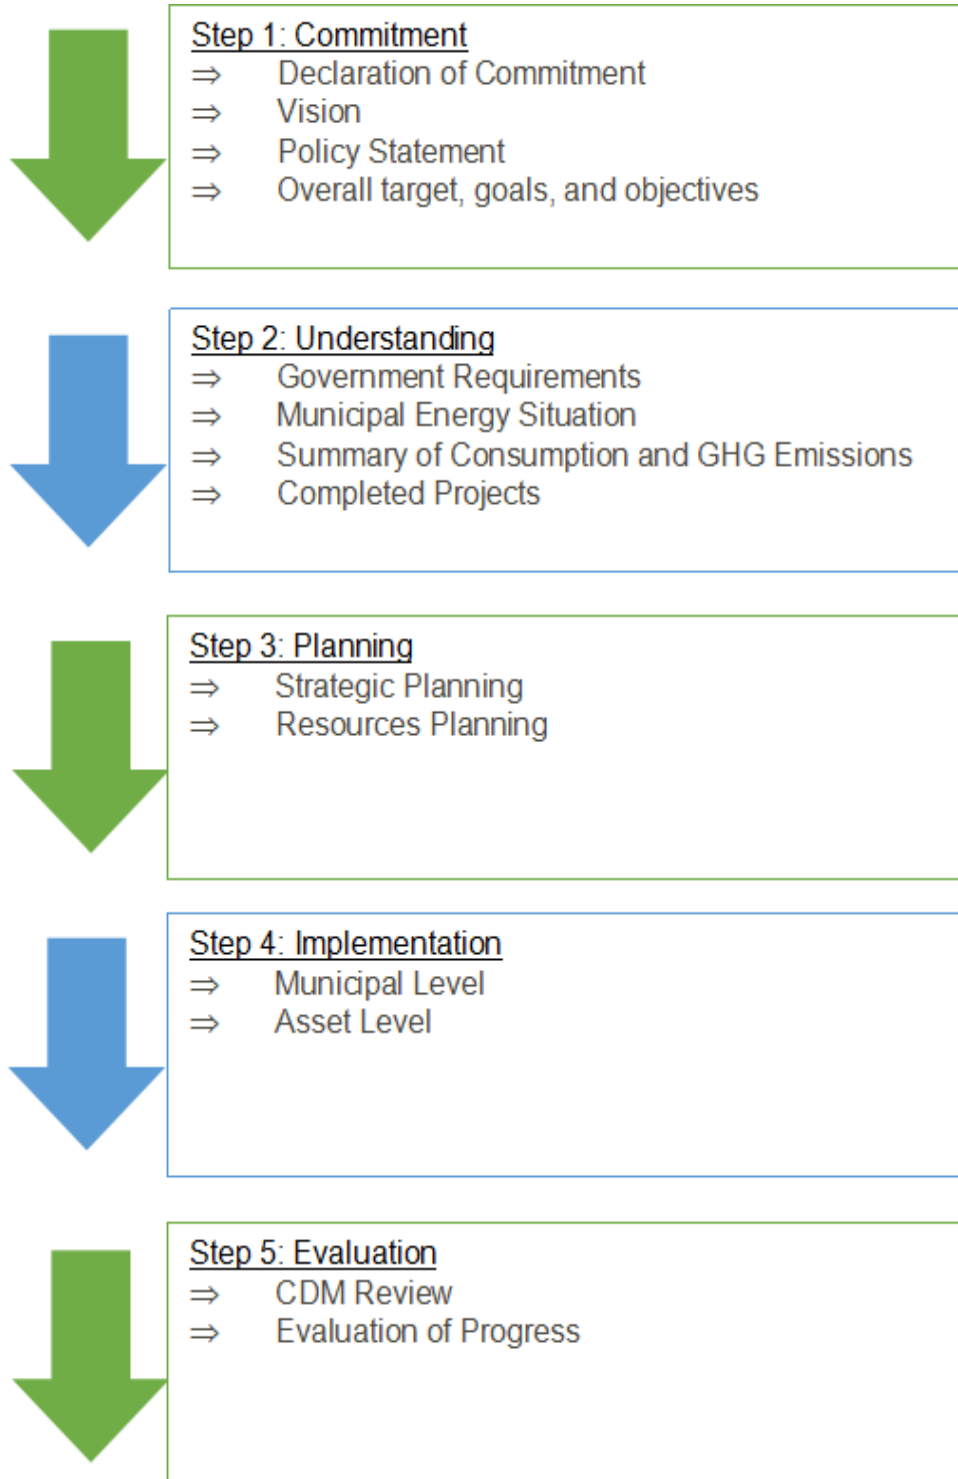 Step 1: Commitment
⇒ Declaration of Commitment
⇒ Vision
⇒ Policy Statement
⇒ Overall target, goals, and objectives
Step 2: Understanding
⇒ Government Requirements
⇒ Municipal Energy Situation
⇒ Summary of Consumption and GHG Emissions
⇒ Completed Projects
Step 3: Planning
⇒ Strategic Planning
⇒ Resources Planning
Step 4: Implementation
⇒ Municipal Level
⇒ Asset Level
Step 5: Evaluation
⇒ CDM Review
⇒ Evaluation of Progress